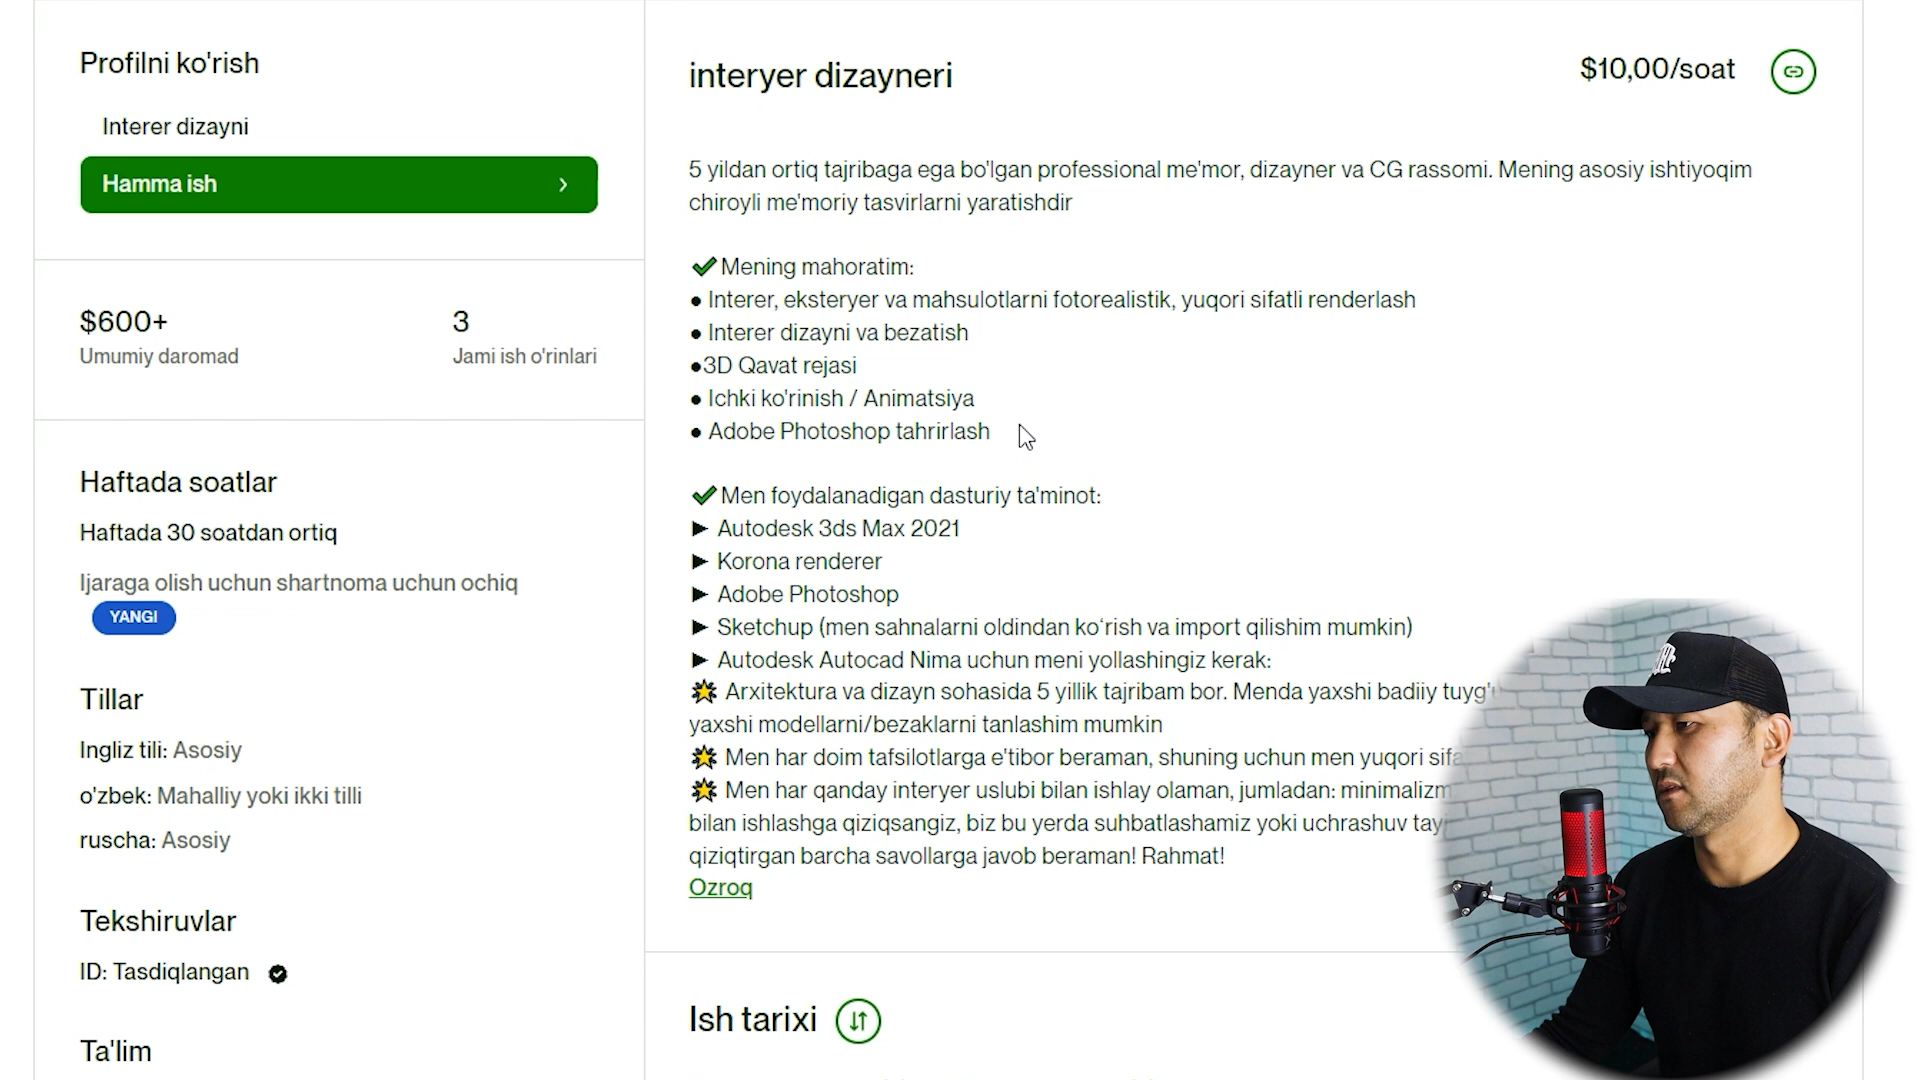 Profilni ko'rish
Interer dizayni
Hamma ish
$600+
Umumiy daromad
3
Jami ish o'rinlari
Haftada soatlar
Haftada 30 soatdan ortiq
Ijaraga olish uchun shartnoma uchun ochiq
YANGI
Tillar
Ingliz tili: Asosiy
o'zbek: Mahalliy yoki ikki tilli
ruscha: Asosiy
Tekshiruvlar
ID: Tasdiqlangan
Ta'lim
interyer dizayneri
$10,00/soat
5 yildan ortiq tajribaga ega bo'lgan professional me'mor, dizayner va CG rassomi. Mening asosiy ishtiyoqim
chiroyli me'moriy tasvirlarni yaratishdir
✔Mening mahoratim:
● Interer, eksteryer va mahsulotlarni fotorealistik, yuqori sifatli renderlash
● Interer dizayni va bezatish
●3D Qavat rejasi
● Ichki ko'rinish / Animatsiya
● Adobe Photoshop tahrirlash
✔Men foydalanadigan dasturiy ta'minot:
► Autodesk 3ds Max 2021
► Korona renderer
► Adobe Photoshop
► Sketchup (men sahnalarni oldindan koʻrish va import qilishim mumkin)
► Autodesk Autocad Nima uchun meni yollashingiz kerak:
🌟 Arxitektura va dizayn sohasida 5 yillik tajribam bor. Menda yaxshi badiiy
yaxshi modellarni/bezaklarni tanlashim mumkin
🌟 Men har doim tafsilotlarga e'tibor beraman, shuning uchun men yuqori
🌟 Men har qanday interyer uslubi bilan ishlay olaman, jumladan: minimalizm
bilan ishlashga qiziqsangiz, biz bu yerda suhbatlashamiz yoki uchrashuv
qiziqtirgan barcha savollarga javob beraman! Rahmat!
Ozroq
Ish tarixi